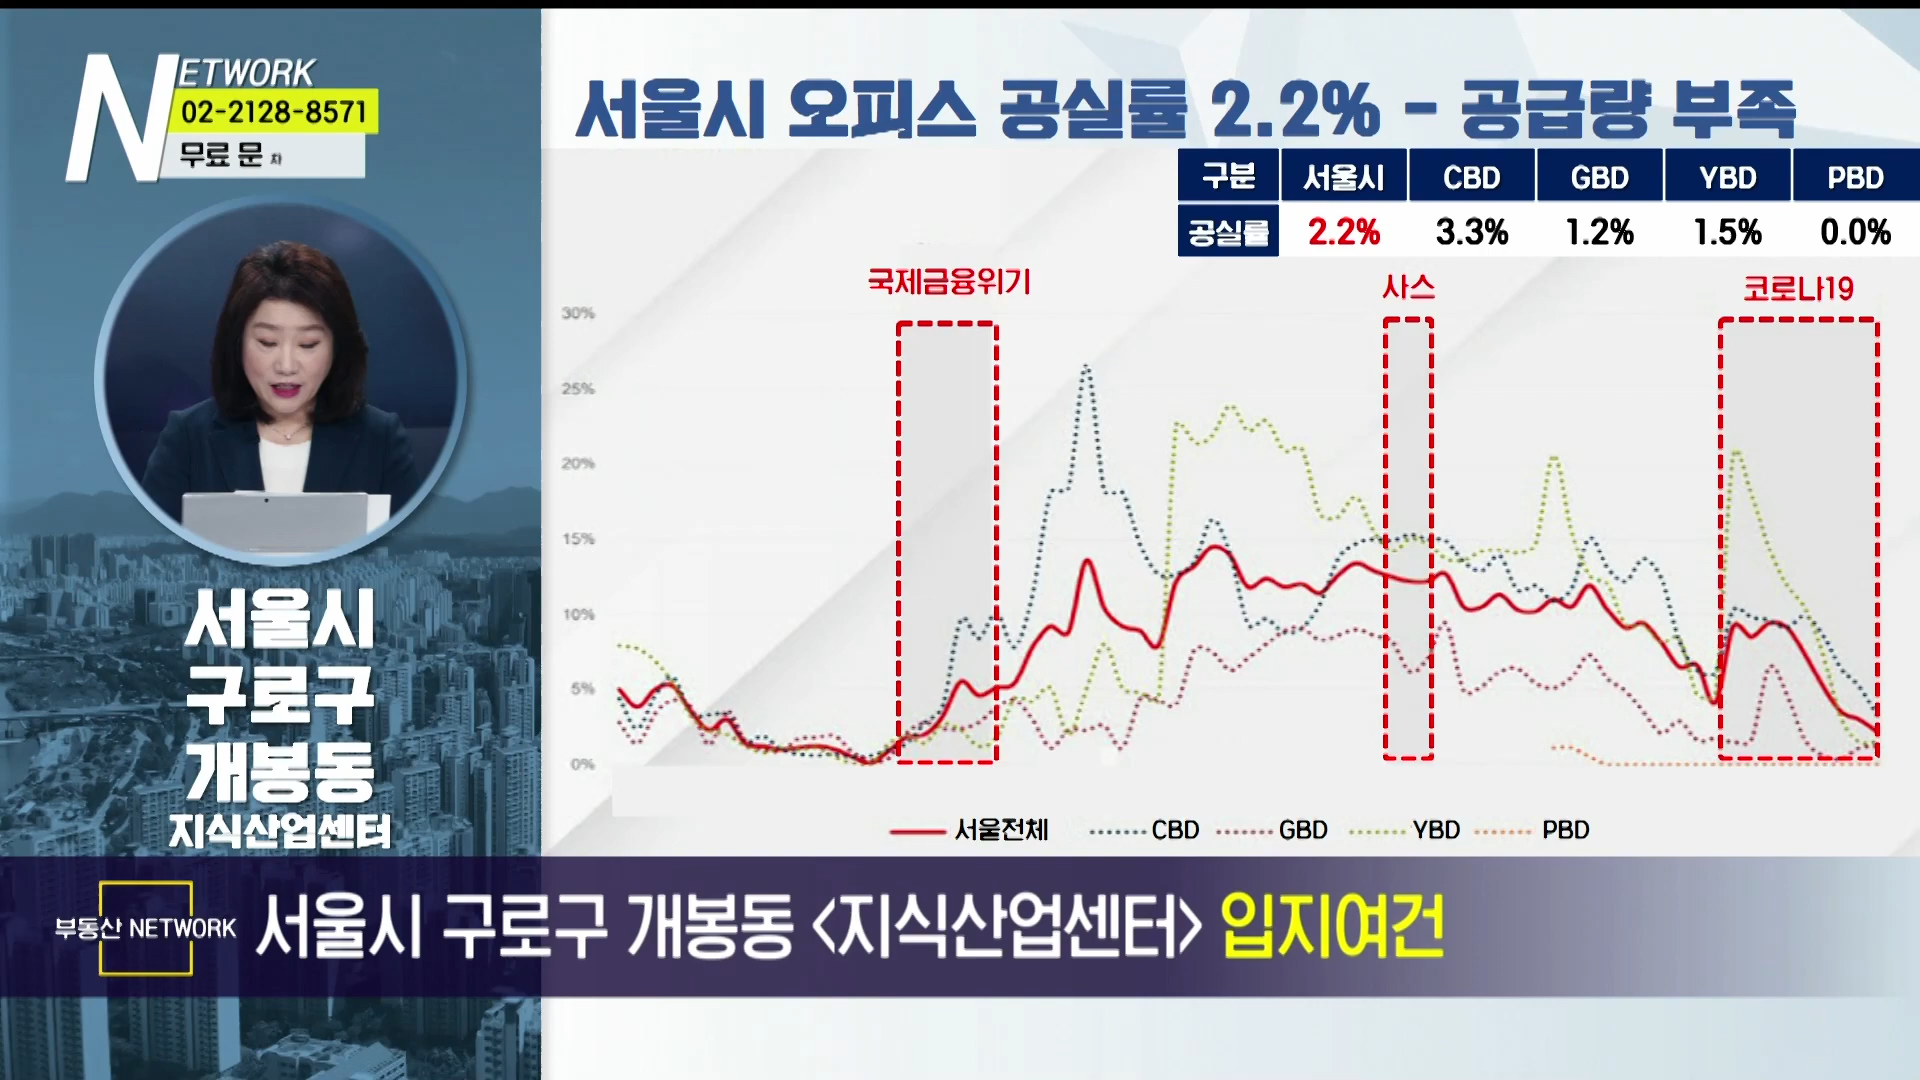 NETWORK
02-2128-8571
무료 문 차
서울시
구로구
개봉동
지식산업센터
서울시 오피스 공실률 2.2% - 공급량 부족
구분 서울시 CBD GBD YBD PBD
공실률 2.2% 3.3% 1.2% 1.5% 0.0%
국제금융위기 사스 코로나19
30%
25%
20%
15%
10%
5%
0%
서울전체 CBD GBD YBD PBD
부동산 NETWORK
서울시 구로구 개봉동 <지식산업센터> 입지여건